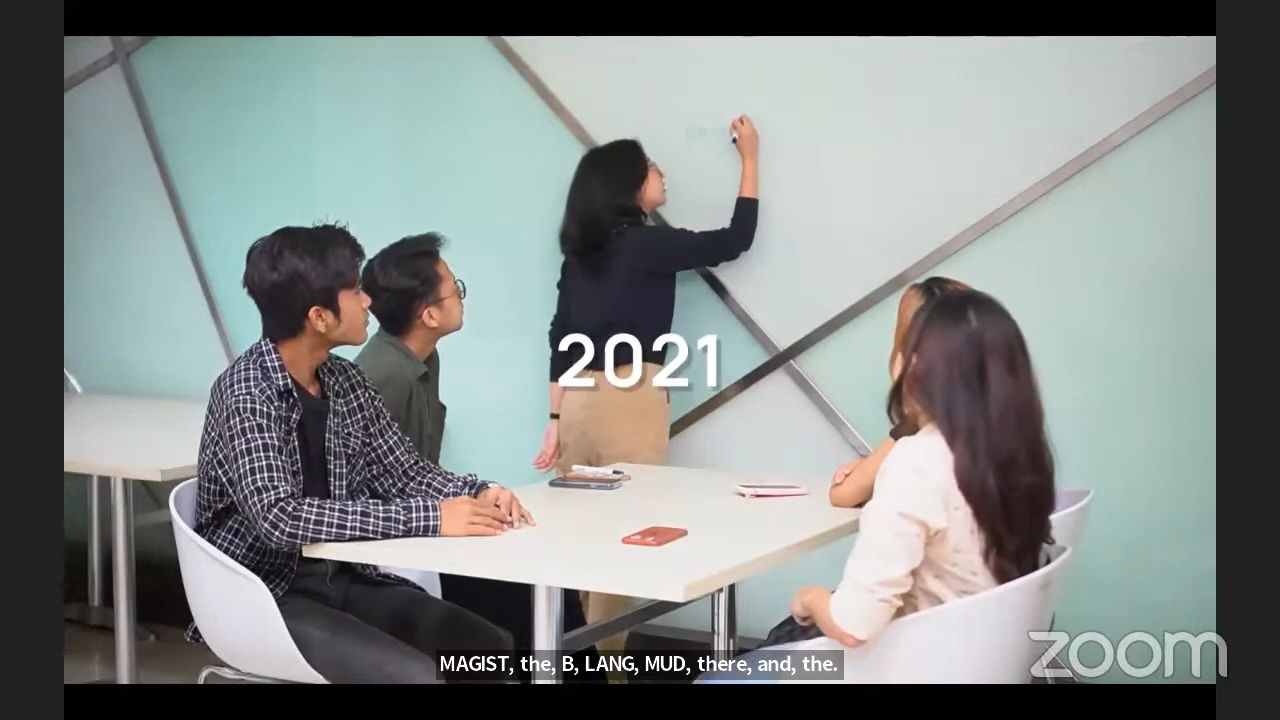 2021
MAGIST, the, B, LANG, MUD, there, and, the.
zoom